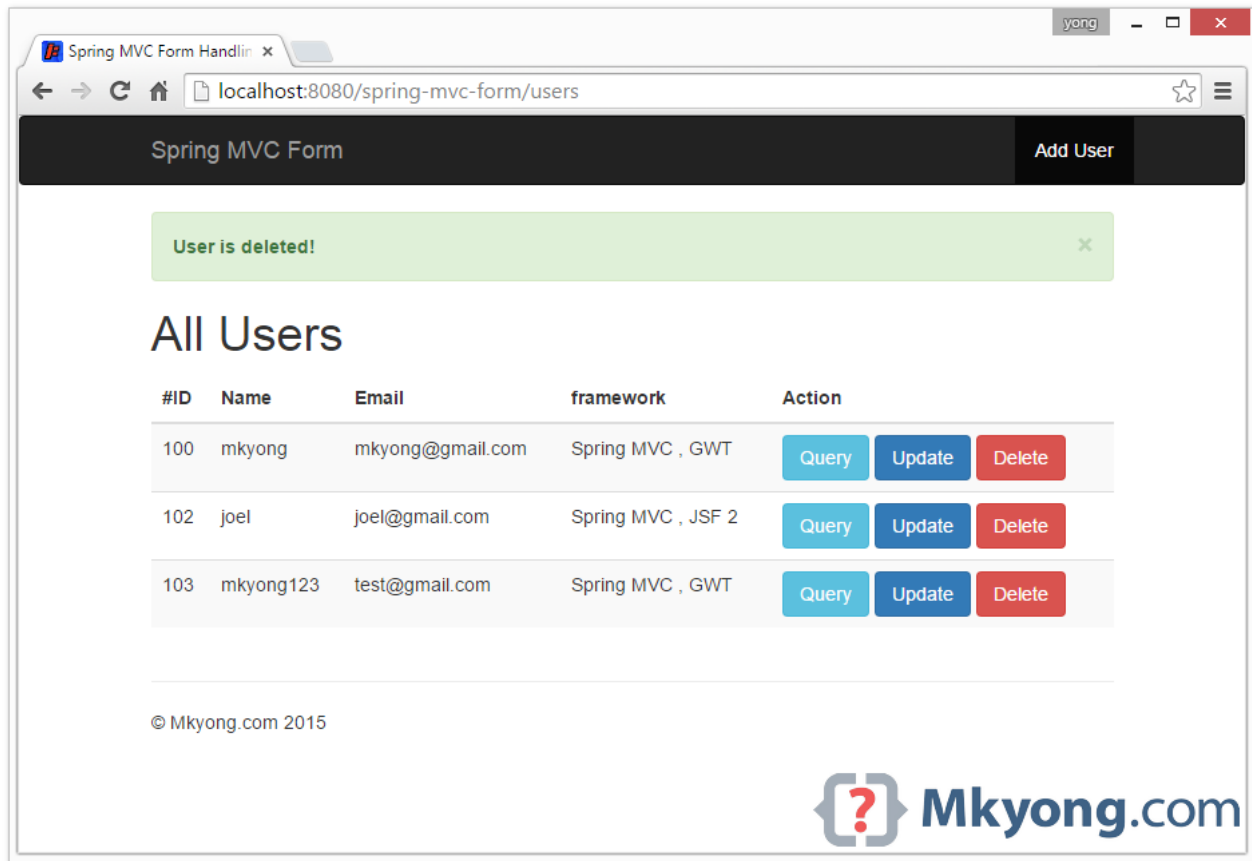 yong
Spring MVC Form Handlin
localhost:8080/spring-mvc-form/users
Spring MVC Form Add User
User is deleted! ×
All Users
#ID Name Email framework Action
100 mkyong mkyong@gmail.com Spring MVC , GWT Query Update Delete
102 joel joel@gmail.com Spring MVC , JSF 2 Query Update Delete
103 mkyong123 test@gmail.com Spring MVC , GWT Query Update Delete
© Mkyong.com 2015
{?} Mkyong.com